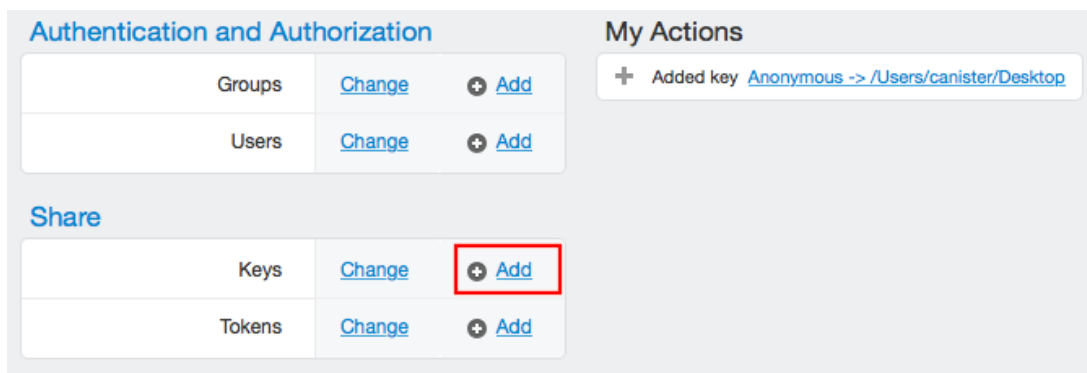 Authentication and Authorization
Groups Change Add
Users Change Add
Share
Keys Change Add
Tokens Change Add
My Actions
Added key Anonymous -> /Users/canister/Desktop